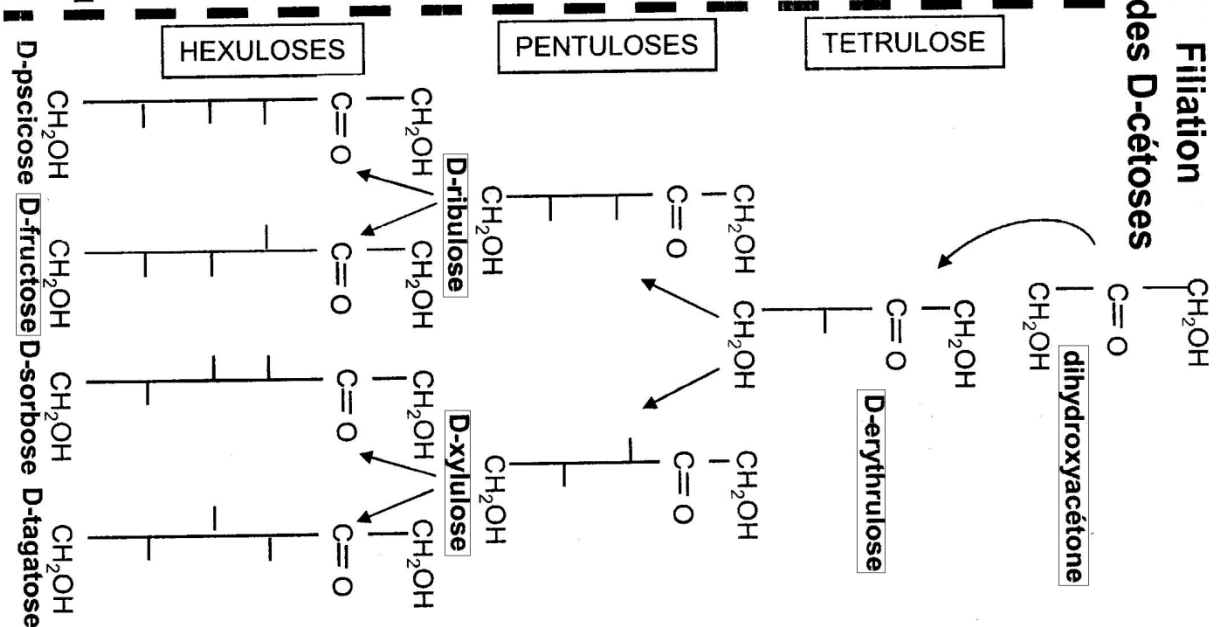 Filiation
des D-cétoses
CH₂OH
C=O
CH₂OH
dihydroxyacétone
TETRULOSE
CH₂OH
C=O
CH₂OH
D-erythrulose
PENTULOSES
CH₂OH
C=O
CH₂OH
D-ribulose
CH₂OH
C=O
CH₂OH
D-xylulose
HEXULOSES
CH₂OH
C=O
CH₂OH
D-pscicose
CH₂OH
C=O
CH₂OH
D-fructose
CH₂OH
C=O
CH₂OH
D-sorbose
CH₂OH
C=O
CH₂OH
D-tagatose